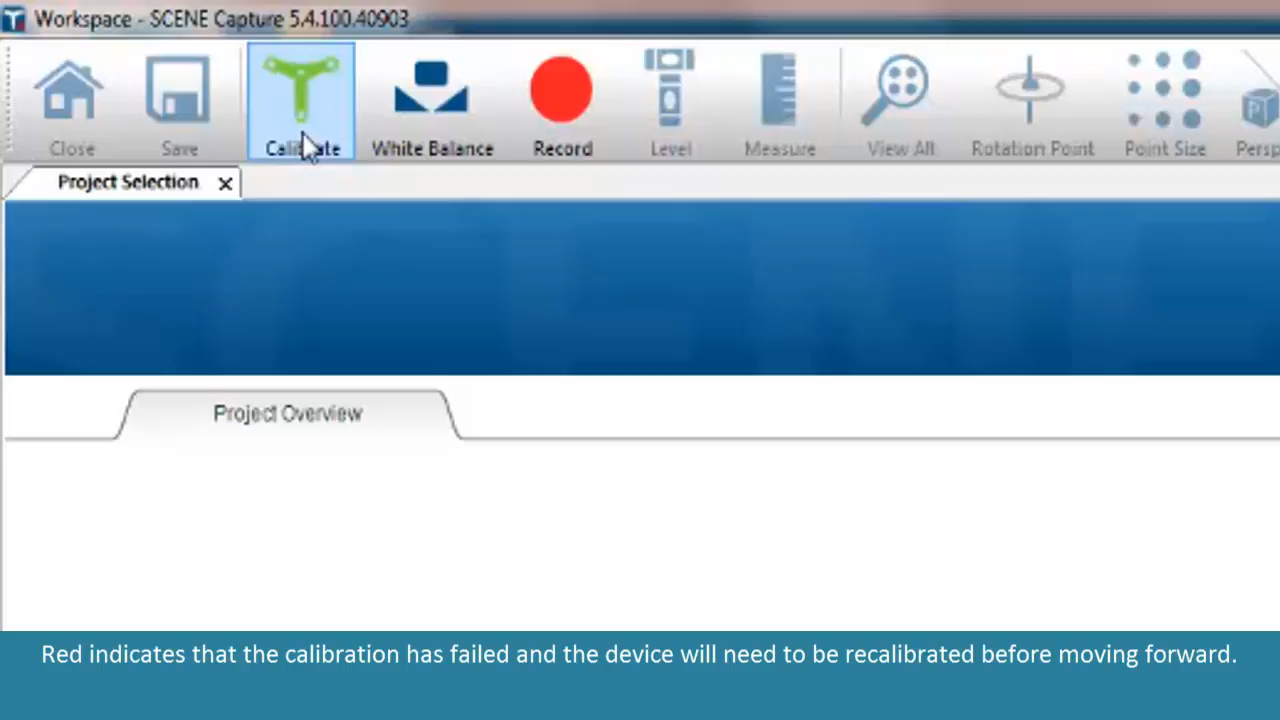 Workspace - SCENE Capture 5.4.100.40903
Close Save Calibrate White Balance Record Level Measure View All Rotation Point Point Size Persp
Project Selection
Project Overview
Red indicates that the calibration has failed and the device will need to be recalibrated before moving forward.